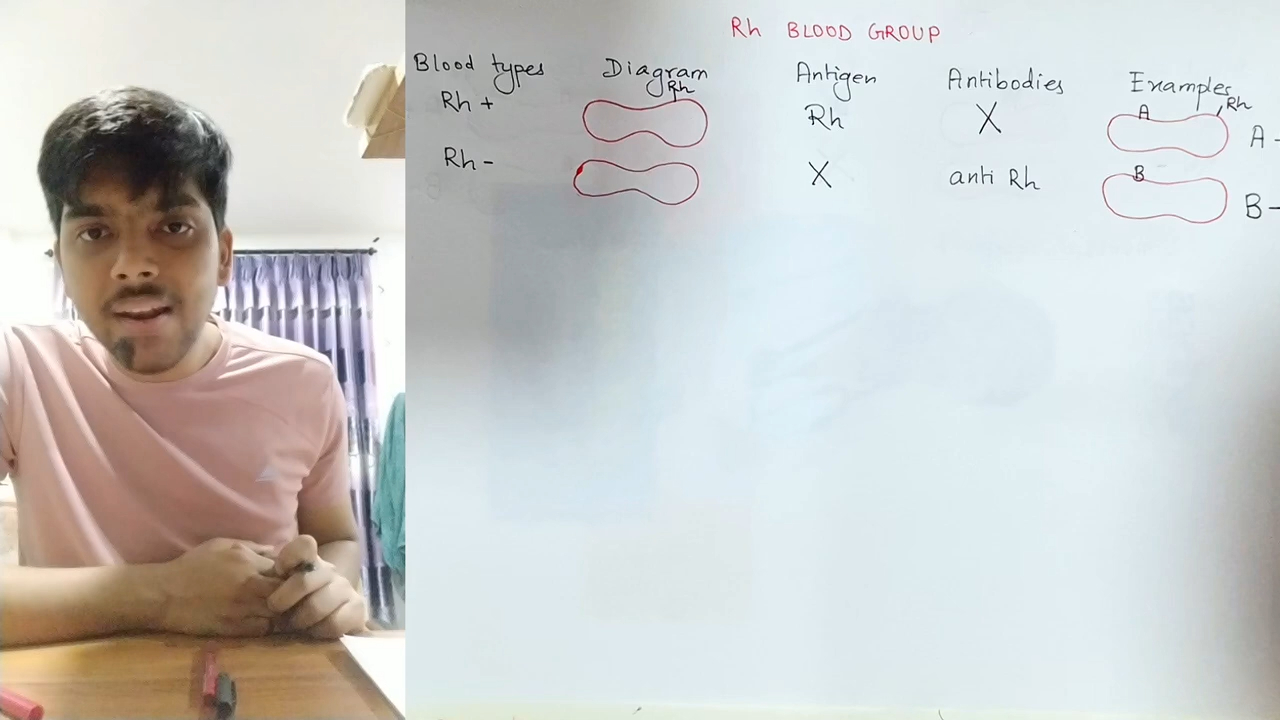 Rh BLOOD GROUP
Blood types Diagram Antigen Antibodies Examples
Rh + Rh Rh X A Rh A -
Rh - X anti Rh B B -